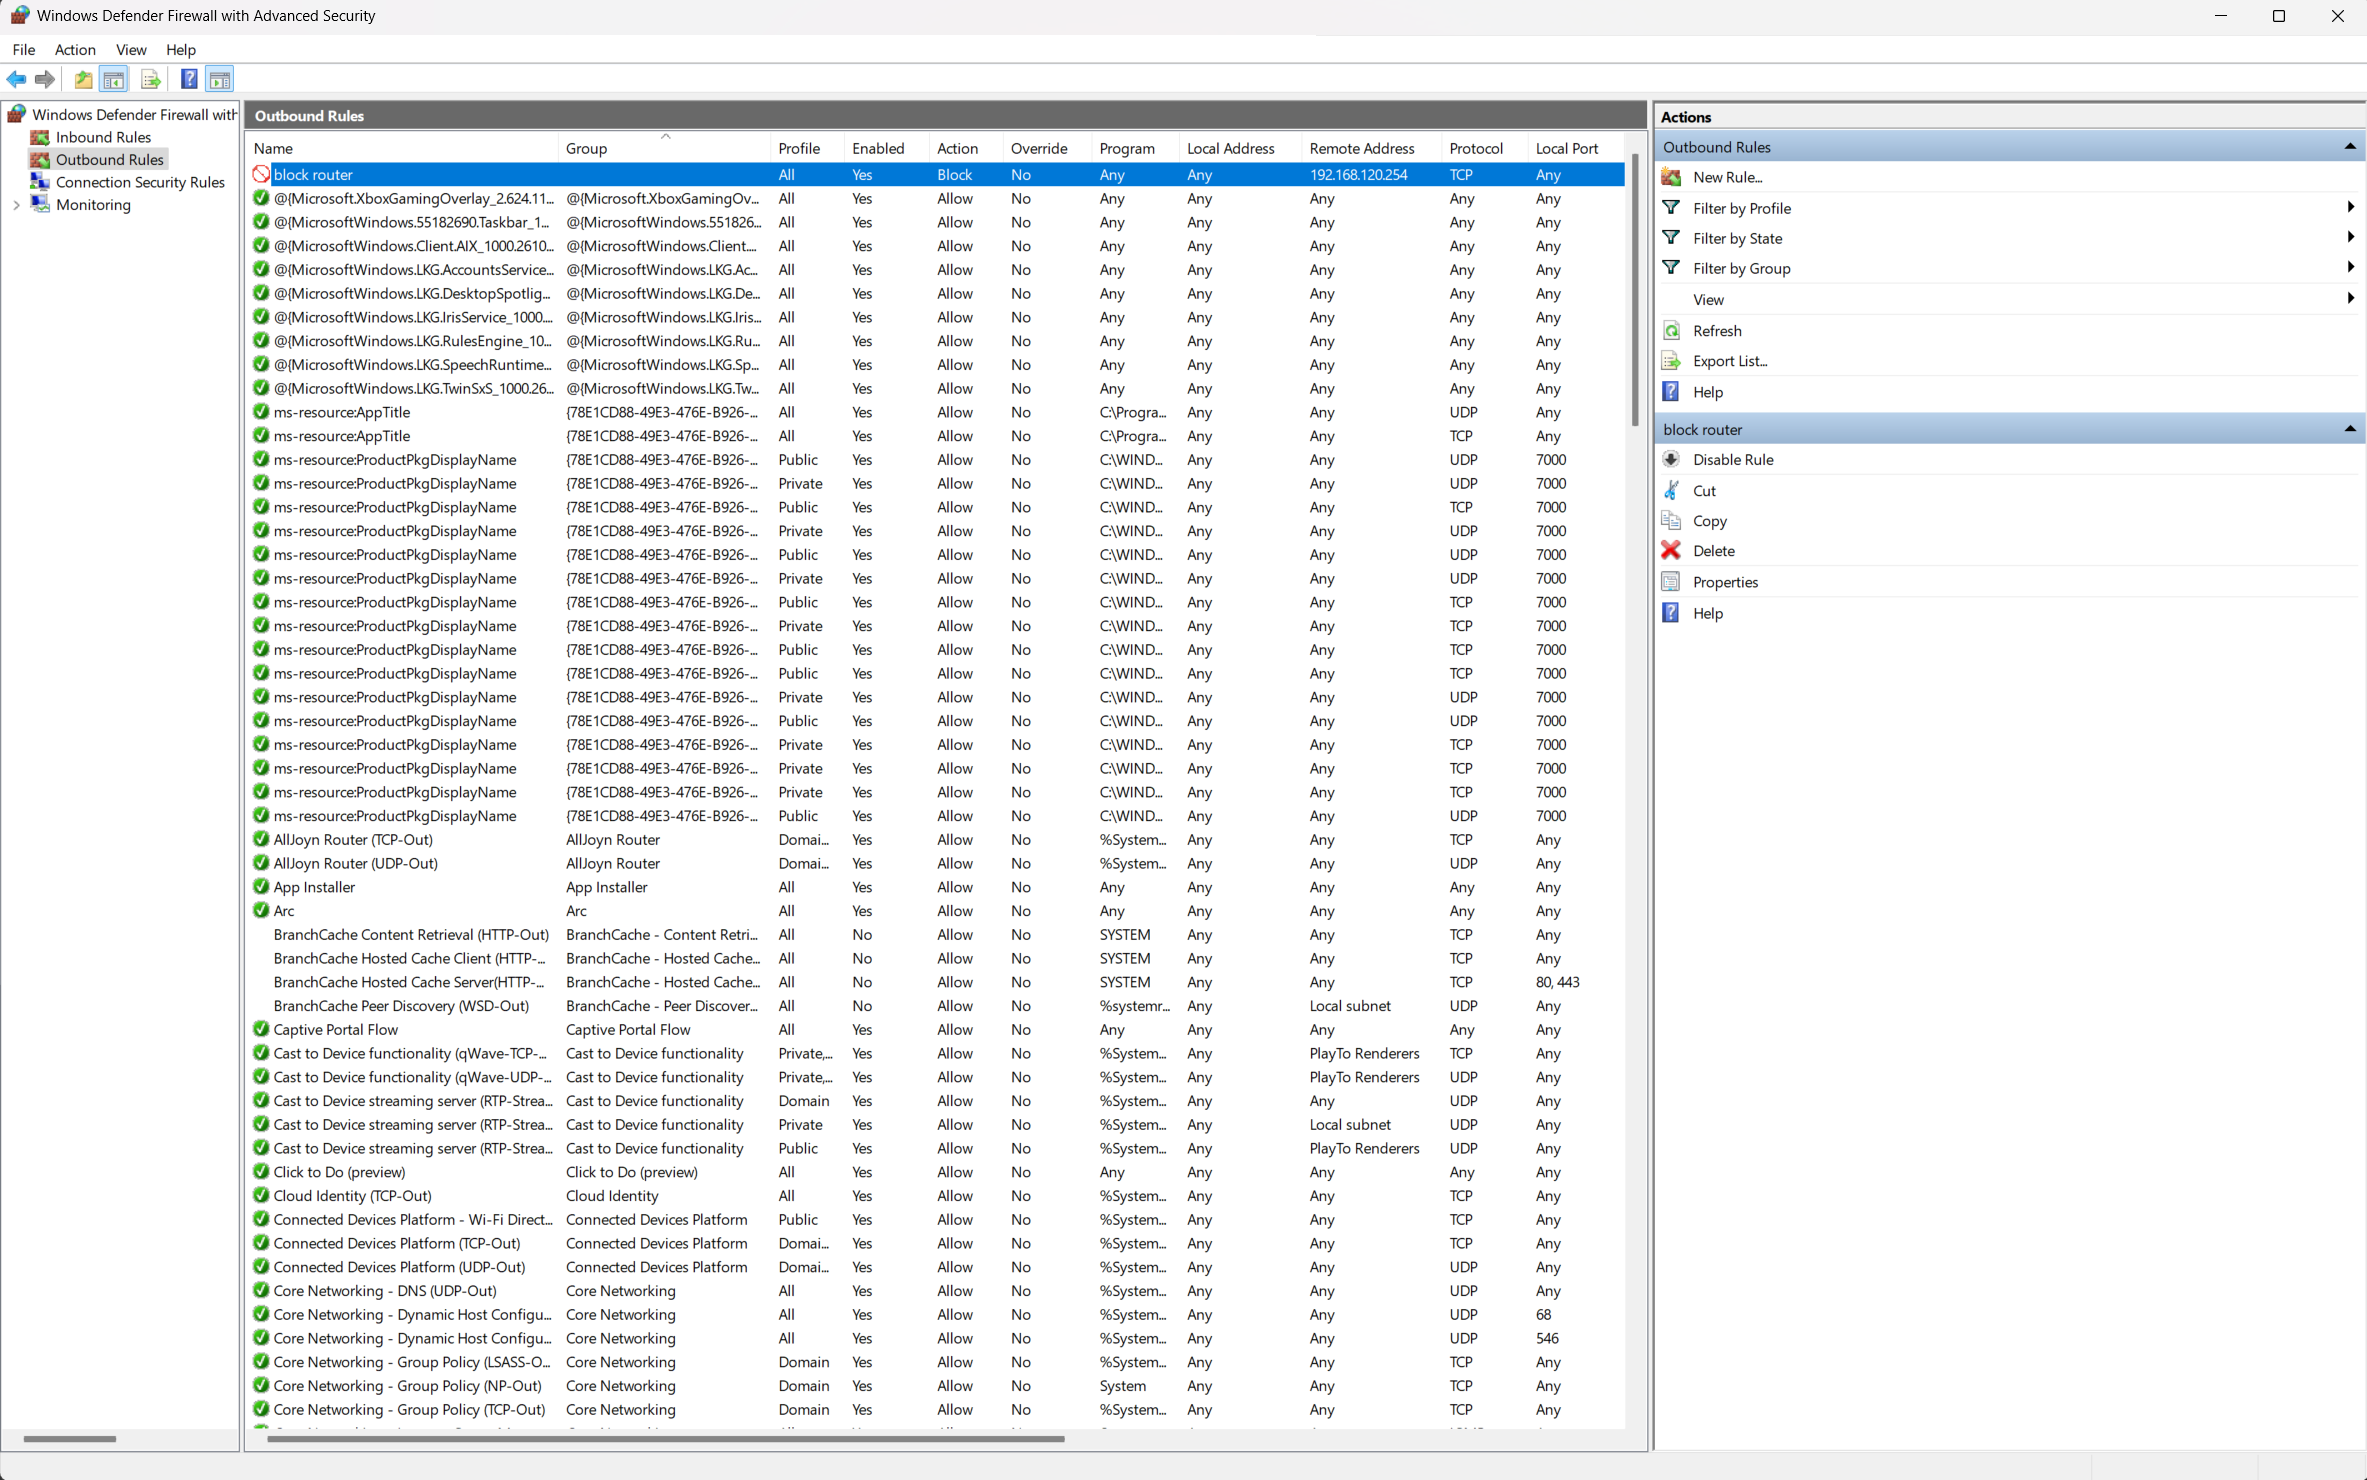 Windows Defender Firewall with Advanced Security
File Action View Help
Windows Defender Firewall with
Inbound Rules
Outbound Rules
Connection Security Rules
Monitoring
Outbound Rules
Name Group Profile Enabled Action Override Program Local Address Remote Address Protocol Local Port
block router All Yes Block No Any Any 192.168.120.254 TCP Any
@{Microsoft.XboxGamingOverlay_2.624.11... @{Microsoft.XboxGamingOv... All Yes Allow No Any Any Any Any Any
@{MicrosoftWindows.55182690.Taskbar_1... @{MicrosoftWindows.551826... All Yes Allow No Any Any Any Any Any
@{MicrosoftWindows.Client.AIX_1000.2610... @{MicrosoftWindows.Client.... All Yes Allow No Any Any Any Any Any
@{MicrosoftWindows.LKG.AccountsService... @{MicrosoftWindows.LKG.Ac... All Yes Allow No Any Any Any Any Any
@{MicrosoftWindows.LKG.DesktopSpotlig... @{MicrosoftWindows.LKG.De... All Yes Allow No Any Any Any Any Any
@{MicrosoftWindows.LKG.IrisService_1000.... @{MicrosoftWindows.LKG.Iris... All Yes Allow No Any Any Any Any Any
@{MicrosoftWindows.LKG.RulesEngine_10... @{MicrosoftWindows.LKG.Ru... All Yes Allow No Any Any Any Any Any
@{MicrosoftWindows.LKG.SpeechRuntime... @{MicrosoftWindows.LKG.Sp... All Yes Allow No Any Any Any Any Any
@{MicrosoftWindows.LKG.TwinSxS_1000.26... @{MicrosoftWindows.LKG.Tw... All Yes Allow No Any Any Any Any Any
ms-resource:AppTitle {78E1CD88-49E3-476E-B926-... All Yes Allow No C:\Progra... Any Any UDP Any
ms-resource:AppTitle {78E1CD88-49E3-476E-B926-... All Yes Allow No C:\Progra... Any Any TCP Any
ms-resource:ProductPkgDisplayName {78E1CD88-49E3-476E-B926-... Public Yes Allow No C:\WIND... Any Any UDP 7000
ms-resource:ProductPkgDisplayName {78E1CD88-49E3-476E-B926-... Private Yes Allow No C:\WIND... Any Any UDP 7000
ms-resource:ProductPkgDisplayName {78E1CD88-49E3-476E-B926-... Public Yes Allow No C:\WIND... Any Any TCP 7000
ms-resource:ProductPkgDisplayName {78E1CD88-49E3-476E-B926-... Private Yes Allow No C:\WIND... Any Any UDP 7000
ms-resource:ProductPkgDisplayName {78E1CD88-49E3-476E-B926-... Public Yes Allow No C:\WIND... Any Any UDP 7000
ms-resource:ProductPkgDisplayName {78E1CD88-49E3-476E-B926-... Private Yes Allow No C:\WIND... Any Any UDP 7000
ms-resource:ProductPkgDisplayName {78E1CD88-49E3-476E-B926-... Public Yes Allow No C:\WIND... Any Any TCP 7000
ms-resource:ProductPkgDisplayName {78E1CD88-49E3-476E-B926-... Private Yes Allow No C:\WIND... Any Any TCP 7000
ms-resource:ProductPkgDisplayName {78E1CD88-49E3-476E-B926-... Public Yes Allow No C:\WIND... Any Any TCP 7000
ms-resource:ProductPkgDisplayName {78E1CD88-49E3-476E-B926-... Public Yes Allow No C:\WIND... Any Any TCP 7000
ms-resource:ProductPkgDisplayName {78E1CD88-49E3-476E-B926-... Private Yes Allow No C:\WIND... Any Any UDP 7000
ms-resource:ProductPkgDisplayName {78E1CD88-49E3-476E-B926-... Public Yes Allow No C:\WIND... Any Any UDP 7000
ms-resource:ProductPkgDisplayName {78E1CD88-49E3-476E-B926-... Private Yes Allow No C:\WIND... Any Any TCP 7000
ms-resource:ProductPkgDisplayName {78E1CD88-49E3-476E-B926-... Private Yes Allow No C:\WIND... Any Any TCP 7000
ms-resource:ProductPkgDisplayName {78E1CD88-49E3-476E-B926-... Private Yes Allow No C:\WIND... Any Any TCP 7000
ms-resource:ProductPkgDisplayName {78E1CD88-49E3-476E-B926-... Public Yes Allow No C:\WIND... Any Any UDP 7000
AllJoyn Router (TCP-Out) AllJoyn Router Domai... Yes Allow No %System... Any Any TCP Any
AllJoyn Router (UDP-Out) AllJoyn Router Domai... Yes Allow No %System... Any Any UDP Any
App Installer App Installer All Yes Allow No Any Any Any Any Any
Arc Arc All Yes Allow No Any Any Any Any Any
BranchCache Content Retrieval (HTTP-Out) BranchCache - Content Retri... All No Allow No SYSTEM Any Any TCP Any
BranchCache Hosted Cache Client (HTTP-... BranchCache - Hosted Cache... All No Allow No SYSTEM Any Any TCP Any
BranchCache Hosted Cache Server(HTTP-... BranchCache - Hosted Cache... All No Allow No SYSTEM Any Any TCP 80, 443
BranchCache Peer Discovery (WSD-Out) BranchCache - Peer Discover... All No Allow No %systemr... Any Local subnet UDP Any
Captive Portal Flow Captive Portal Flow All Yes Allow No Any Any Any Any Any
Cast to Device functionality (qWave-TCP-... Cast to Device functionality Private,... Yes Allow No %System... Any PlayTo Renderers TCP Any
Cast to Device functionality (qWave-UDP-... Cast to Device functionality Private,... Yes Allow No %System... Any PlayTo Renderers UDP Any
Cast to Device streaming server (RTP-Strea... Cast to Device functionality Domain Yes Allow No %System... Any Any UDP Any
Cast to Device streaming server (RTP-Strea... Cast to Device functionality Private Yes Allow No %System... Any Local subnet UDP Any
Cast to Device streaming server (RTP-Strea... Cast to Device functionality Public Yes Allow No %System... Any PlayTo Renderers UDP Any
Click to Do (preview) Click to Do (preview) All Yes Allow No Any Any Any Any Any
Cloud Identity (TCP-Out) Cloud Identity All Yes Allow No %System... Any Any TCP Any
Connected Devices Platform - Wi-Fi Direct... Connected Devices Platform Public Yes Allow No %System... Any Any TCP Any
Connected Devices Platform (TCP-Out) Connected Devices Platform Domai... Yes Allow No %System... Any Any TCP Any
Connected Devices Platform (UDP-Out) Connected Devices Platform Domai... Yes Allow No %System... Any Any UDP Any
Core Networking - DNS (UDP-Out) Core Networking All Yes Allow No %System... Any Any UDP Any
Core Networking - Dynamic Host Configu... Core Networking All Yes Allow No %System... Any Any UDP 68
Core Networking - Dynamic Host Configu... Core Networking All Yes Allow No %System... Any Any UDP 546
Core Networking - Group Policy (LSASS-O... Core Networking Domain Yes Allow No %System... Any Any TCP Any
Core Networking - Group Policy (NP-Out) Core Networking Domain Yes Allow No System Any Any TCP Any
Core Networking - Group Policy (TCP-Out) Core Networking Domain Yes Allow No %System... Any Any TCP Any
Actions
Outbound Rules
New Rule...
Filter by Profile
Filter by State
Filter by Group
View
Refresh
Export List...
Help
block router
Disable Rule
Cut
Copy
Delete
Properties
Help